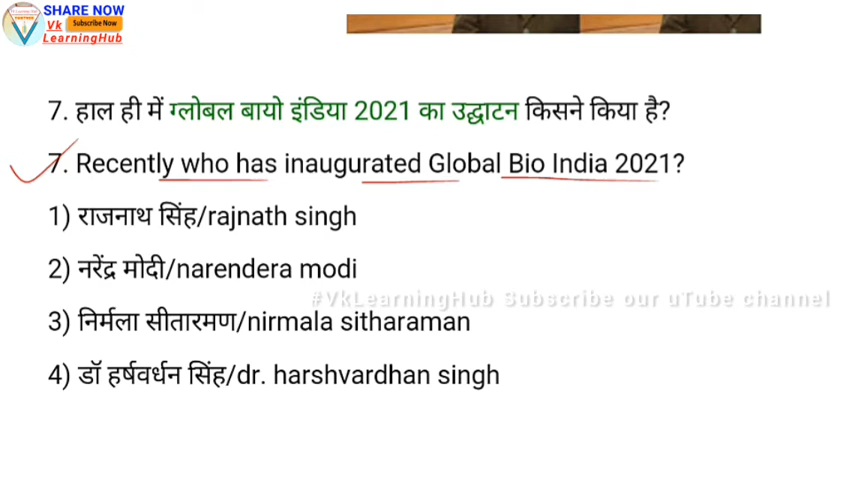 SHARE NOW
Vk Subscribe Now
LearningHub
7. हाल ही में ग्लोबल बायो इंडिया 2021 का उद्घाटन किसने किया है?
7. Recently who has inaugurated Global Bio India 2021?
1) राजनाथ सिंह/rajnath singh
2) नरेंद्र मोदी/narendera modi
#VkLearningHub Subscribe our uTube channel
3) निर्मला सीतारमण/nirmala sitharaman
4) डॉ हर्षवर्धन सिंह/dr. harshvardhan singh